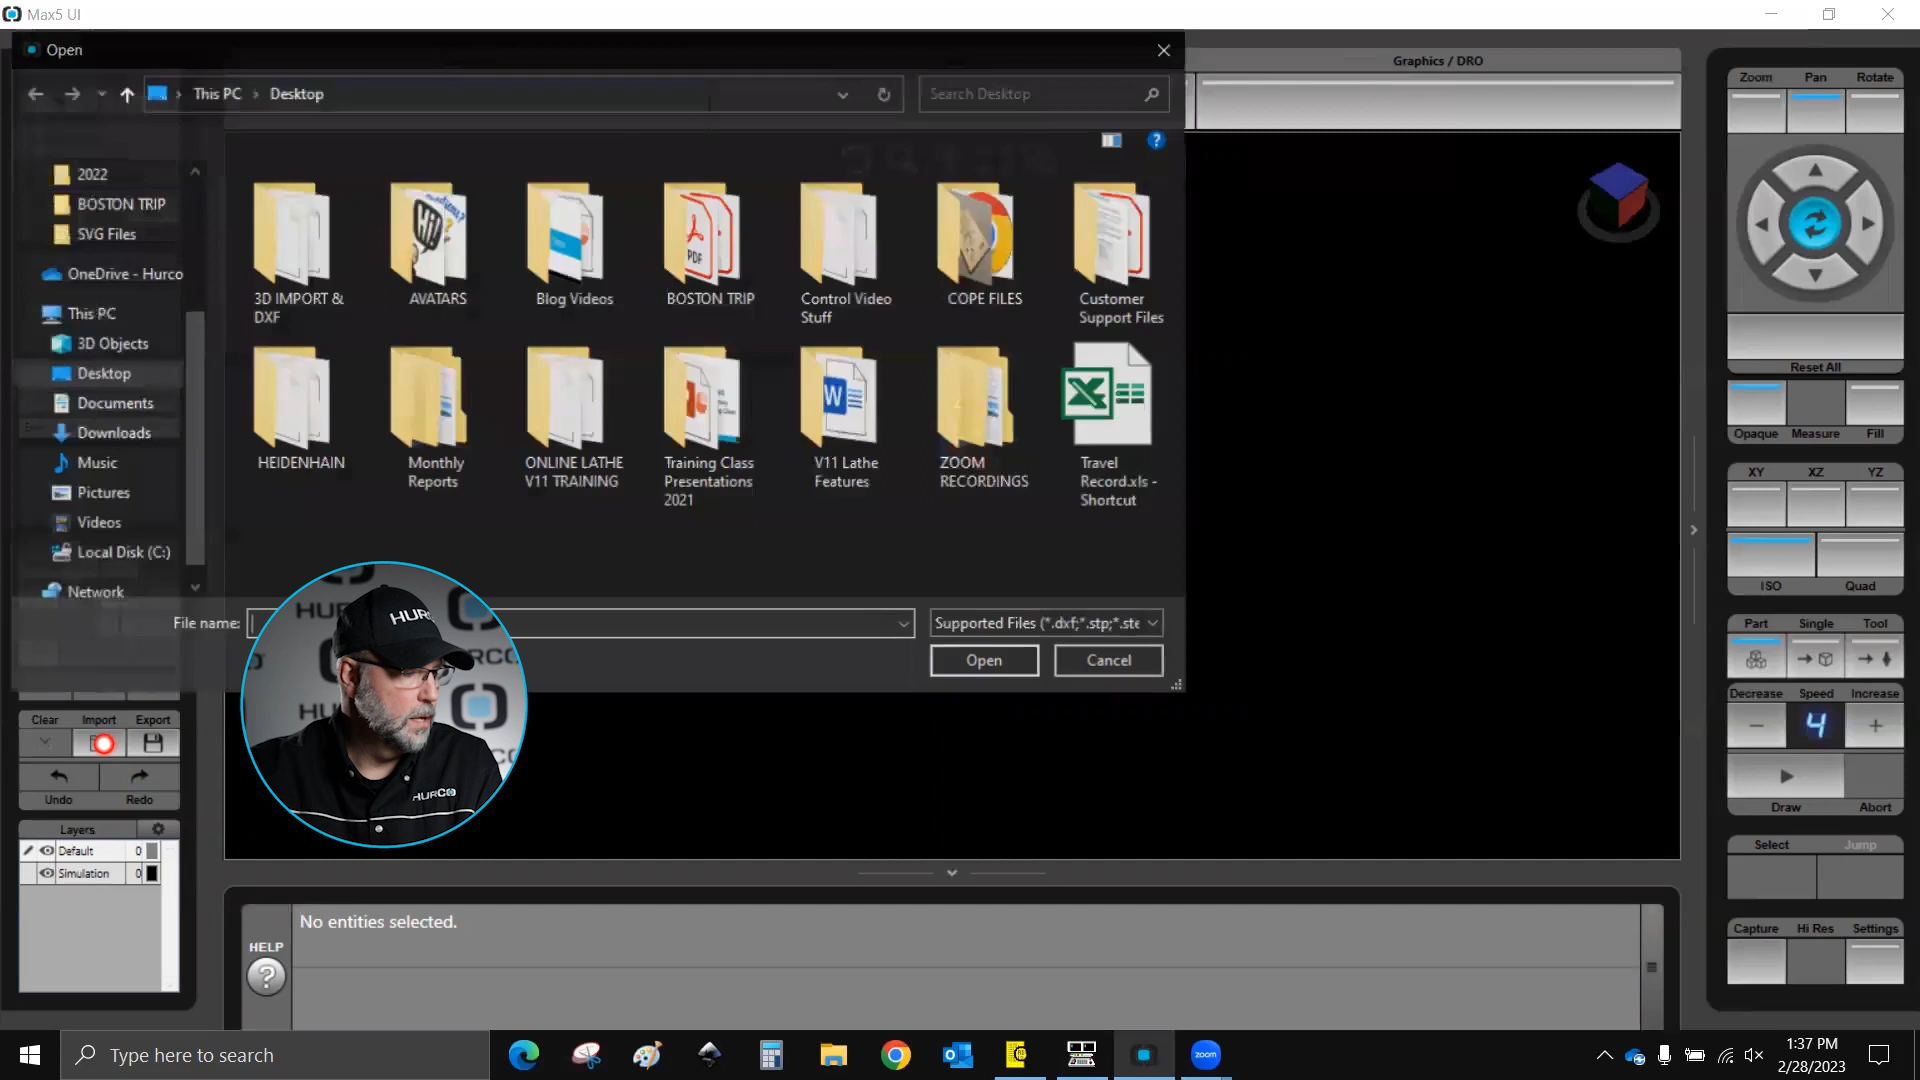 Max5 UI
Open
This PC
Desktop
Search Desktop
Graphics / DRO
Zoom
Pan
Rotate
2022
BOSTON TRIP
SVG Files
OneDrive - Hurco
This PC
3D Objects
Desktop
Documents
Downloads
Music
Pictures
Videos
Local Disk (C:)
Network
3D IMPORT &
DXF
AVATARS
Blog Videos
BOSTON TRIP
Control Video
Stuff
COPE FILES
Customer
Support Files
HEIDENHAIN
Monthly
Reports
ONLINE LATHE
V11 TRAINING
Training Class
Presentations
2021
V11 Lathe
Features
ZOOM
RECORDINGS
Travel
Record.xls -
Shortcut
File name:
Supported Files (*.dxf;*.stp;*.ste
Open
Cancel
Reset All
Opaque
Measure
Fill
XY
XZ
YZ
ISO
Quad
Part
Single
Tool
Decrease
Speed
Increase
4
Draw
Abort
Select
Jump
Capture
Hi Res
Settings
Clear
Import
Export
Undo
Redo
Layers
Default
0
Simulation
0
HURCO
No entities selected.
HELP
Type here to search
zoom
1:37 PM
2/28/2023